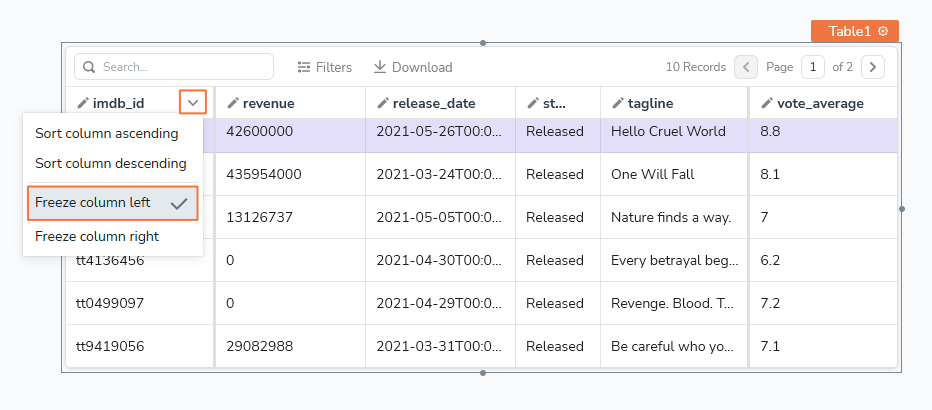 Table1
Search...
Filters
Download
10 Records
Page 1 of 2
imdb_id revenue release_date st... tagline vote_average
Sort column ascending
Sort column descending
Freeze column left
Freeze column right
42600000 2021-05-26T00:0... Released Hello Cruel World 8.8
435954000 2021-03-24T00:0... Released One Will Fall 8.1
13126737 2021-05-05T00:0... Released Nature finds a way. 7
tt4136456 0 2021-04-30T00:0... Released Every betrayal beg... 6.2
tt0499097 0 2021-04-29T00:0... Released Revenge. Blood. T... 7.2
tt9419056 29082988 2021-03-31T00:0... Released Be careful who yo... 7.1